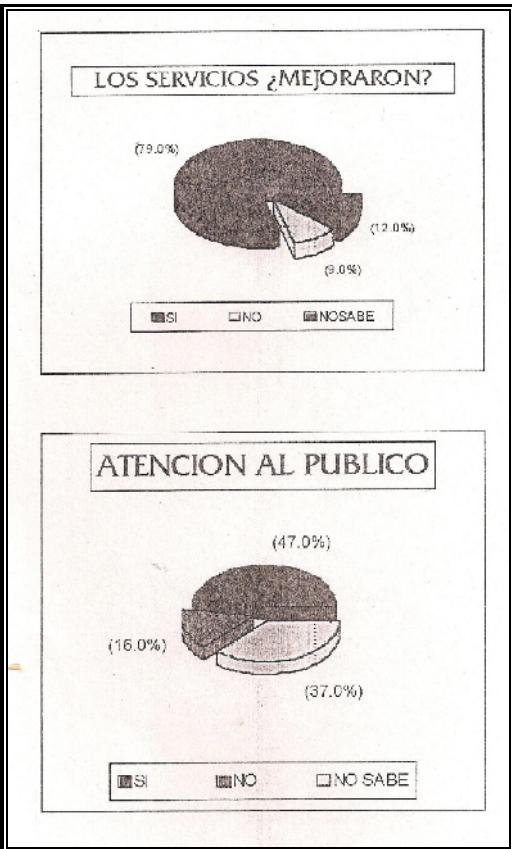 LOS SERVICIOS ¿MEJORARON?
(79.0%)
(12.0%)
(9.0%)
SI NO NOSABE
ATENCION AL PUBLICO
(47.0%)
(16.0%)
(37.0%)
SI NO NO SABE